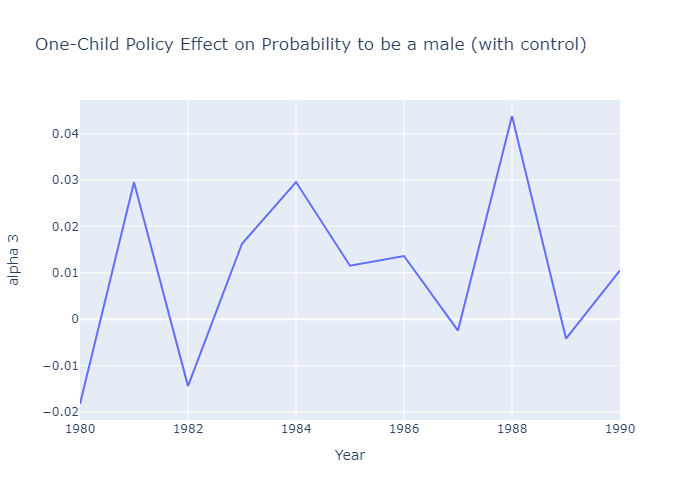 One-Child Policy Effect on Probability to be a male (with control)
0.04
0.03
0.02
0.01
0
−0.01
−0.02
alpha 3
1980 1982 1984 1986 1988 1990
Year